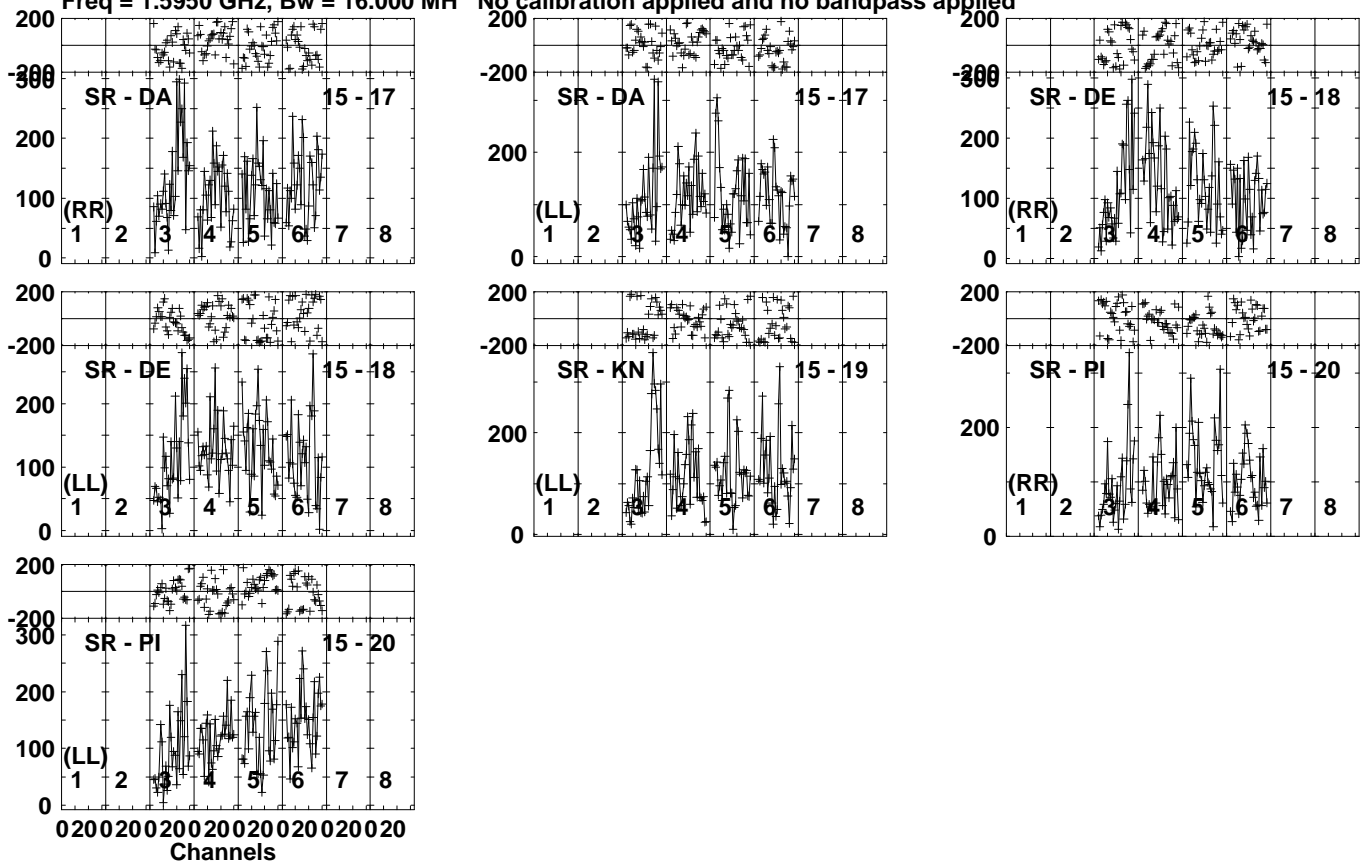 Freq = 1.5950 GHz, Bw = 16.000 MH   No calibration applied and no bandpass applied
200
-200
300
SR - DA
15 - 17
200
100
0
(RR)
1 2 3 4 5 6 7 8
200
-200
SR - DA
15 - 17
200
0
(LL)
1 2 3 4 5 6 7 8
200
-200
300
SR - DE
15 - 18
200
100
0
(RR)
1 2 3 4 5 6 7 8
200
-200
SR - DE
15 - 18
200
100
0
(LL)
1 2 3 4 5 6 7 8
200
-200
SR - KN
15 - 19
200
0
(LL)
1 2 3 4 5 6 7 8
200
-200
SR - PI
15 - 20
200
0
(RR)
1 2 3 4 5 6 7 8
200
-200
300
SR - PI
15 - 20
200
100
0
(LL)
1 2 3 4 5 6 7 8
0 20 0 20 0 20 0 20 0 20 0 20 0 20 0 20
Channels